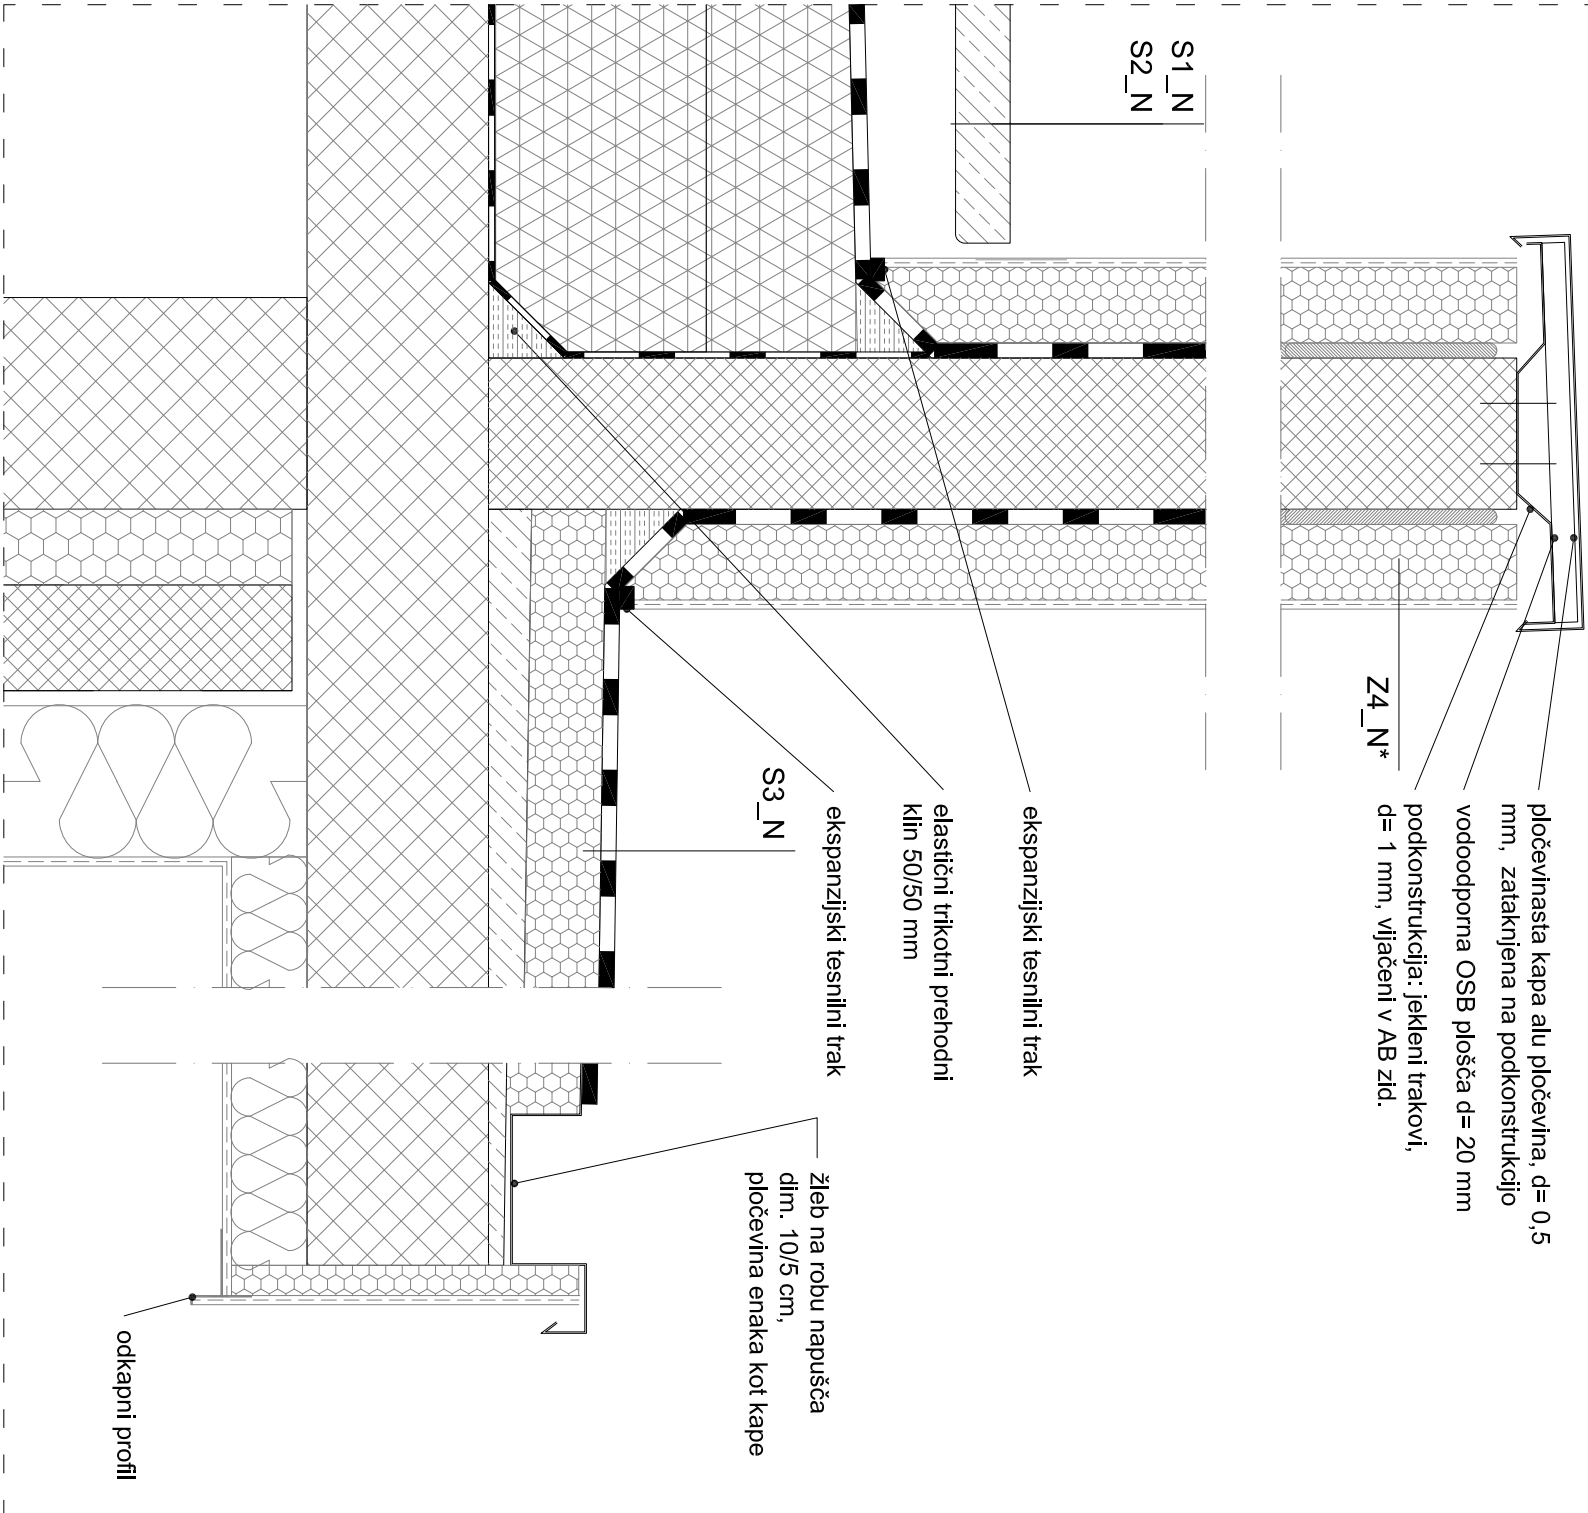 S1_N
S2_N
pločevinasta kapa alu pločevina, d= 0,5
mm, zataknjena na podkonstrukcijo
vodoodporna OSB plošča d= 20 mm
podkonstrukcija: jekleni trakovi,
d= 1 mm, vijačeni v AB zid.
Z4_N*
ekspanzijski tesnilni trak
elastični trikotni prehodni
klin 50/50 mm
ekspanzijski tesnilni trak
S3_N
žleb na robu napušča
dim. 10/5 cm,
pločevina enaka kot kape
odkapni profil